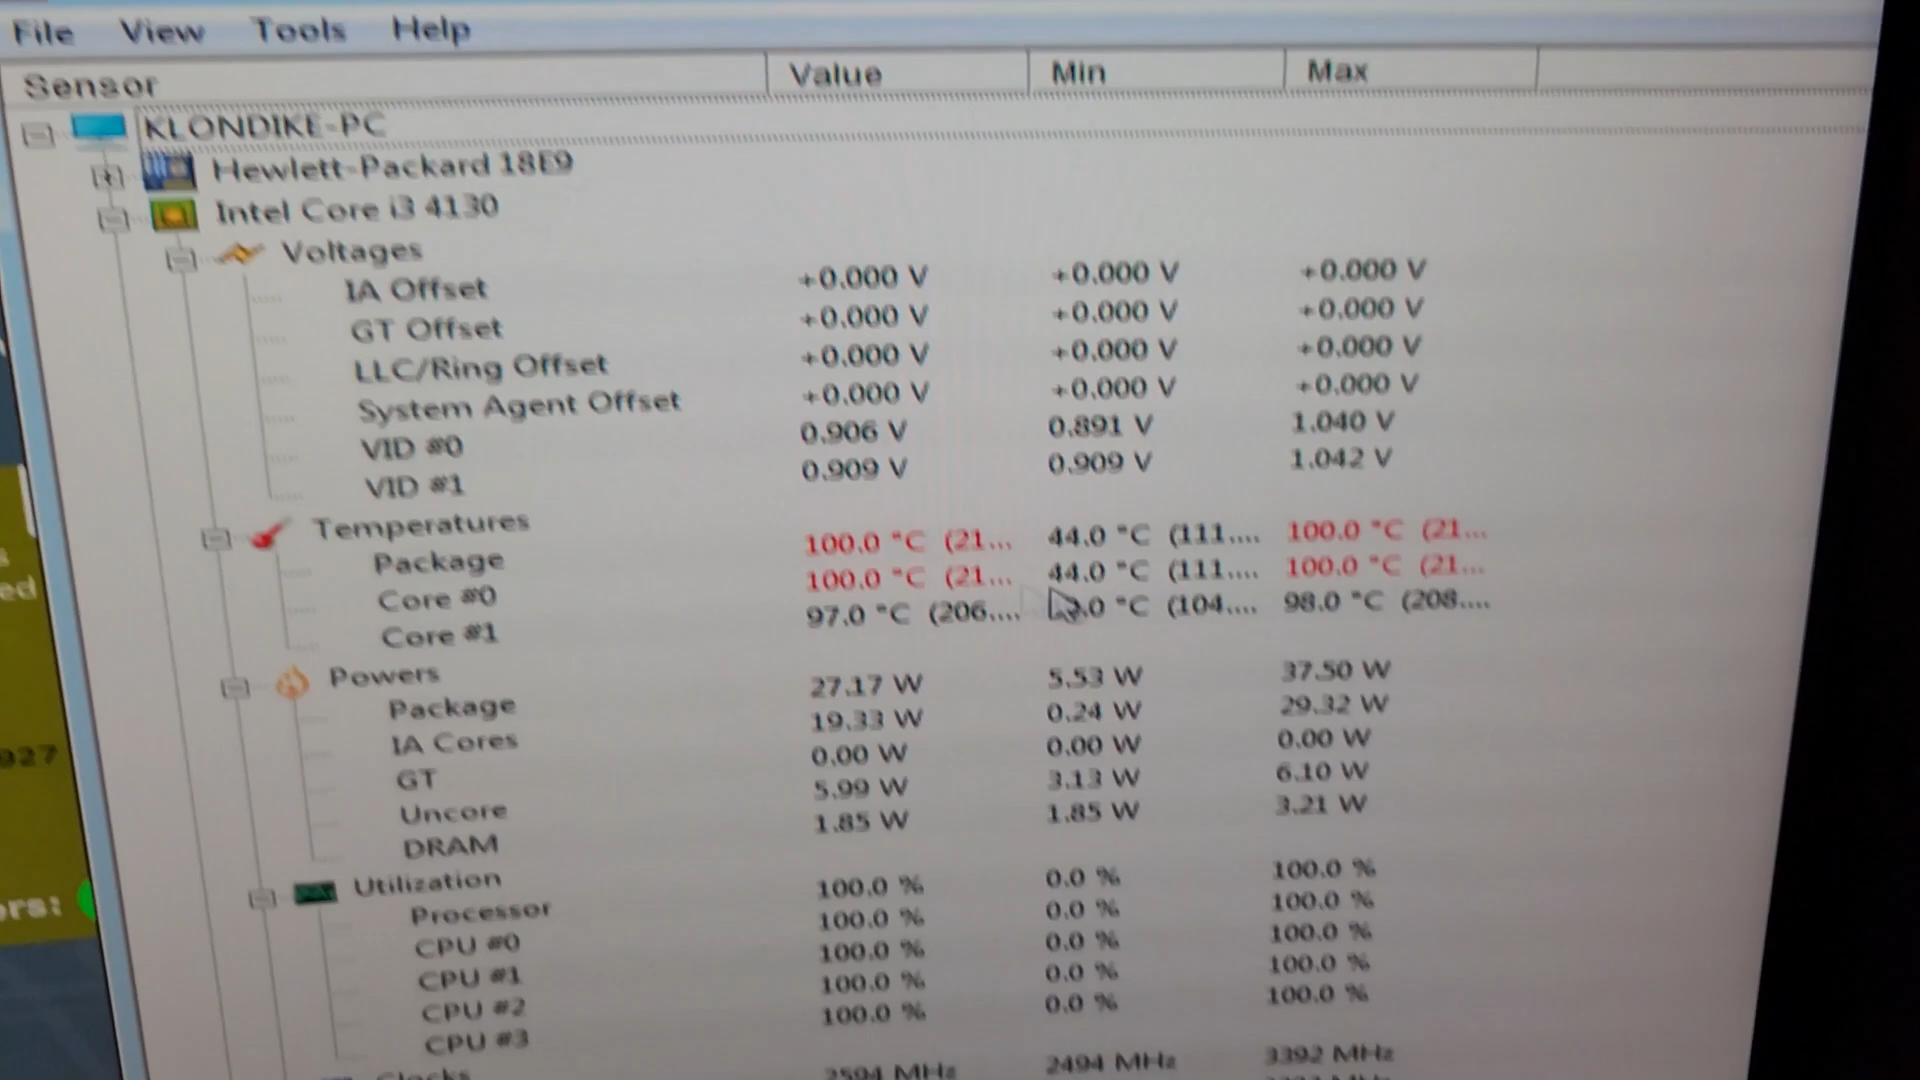 File View Tools Help
Sensor Value Min Max
KLONDIKE-PC
Hewlett-Packard 18E9
Intel Core i3 4130
Voltages
IA Offset +0.000 V +0.000 V +0.000 V
GT Offset +0.000 V +0.000 V +0.000 V
LLC/Ring Offset +0.000 V +0.000 V +0.000 V
System Agent Offset +0.000 V +0.000 V +0.000 V
VID #0 0.906 V 0.891 V 1.040 V
VID #1 0.909 V 0.909 V 1.042 V
Temperatures
Package 100.0 °C (21... 44.0 °C (111.... 100.0 °C (21...
Core #0 100.0 °C (21... 44.0 °C (111.... 100.0 °C (21...
Core #1 97.0 °C (206.... °C (104.... 98.0 °C (208....
Powers
Package 27.17 W 5.53 W 37.50 W
IA Cores 19.33 W 0.24 W 29.32 W
GT 0.00 W 0.00 W 0.00 W
Uncore 5.99 W 3.13 W 6.10 W
DRAM 1.85 W 1.85 W 3.21 W
Utilization
Processor 100.0 % 0.0 % 100.0 %
CPU #0 100.0 % 0.0 % 100.0 %
CPU #1 100.0 % 0.0 % 100.0 %
CPU #2 100.0 % 0.0 % 100.0 %
CPU #3 100.0 % 0.0 % 100.0 %
Clocks
2594 MHz 2494 MHz 3392 MHz
ed
927
ors: